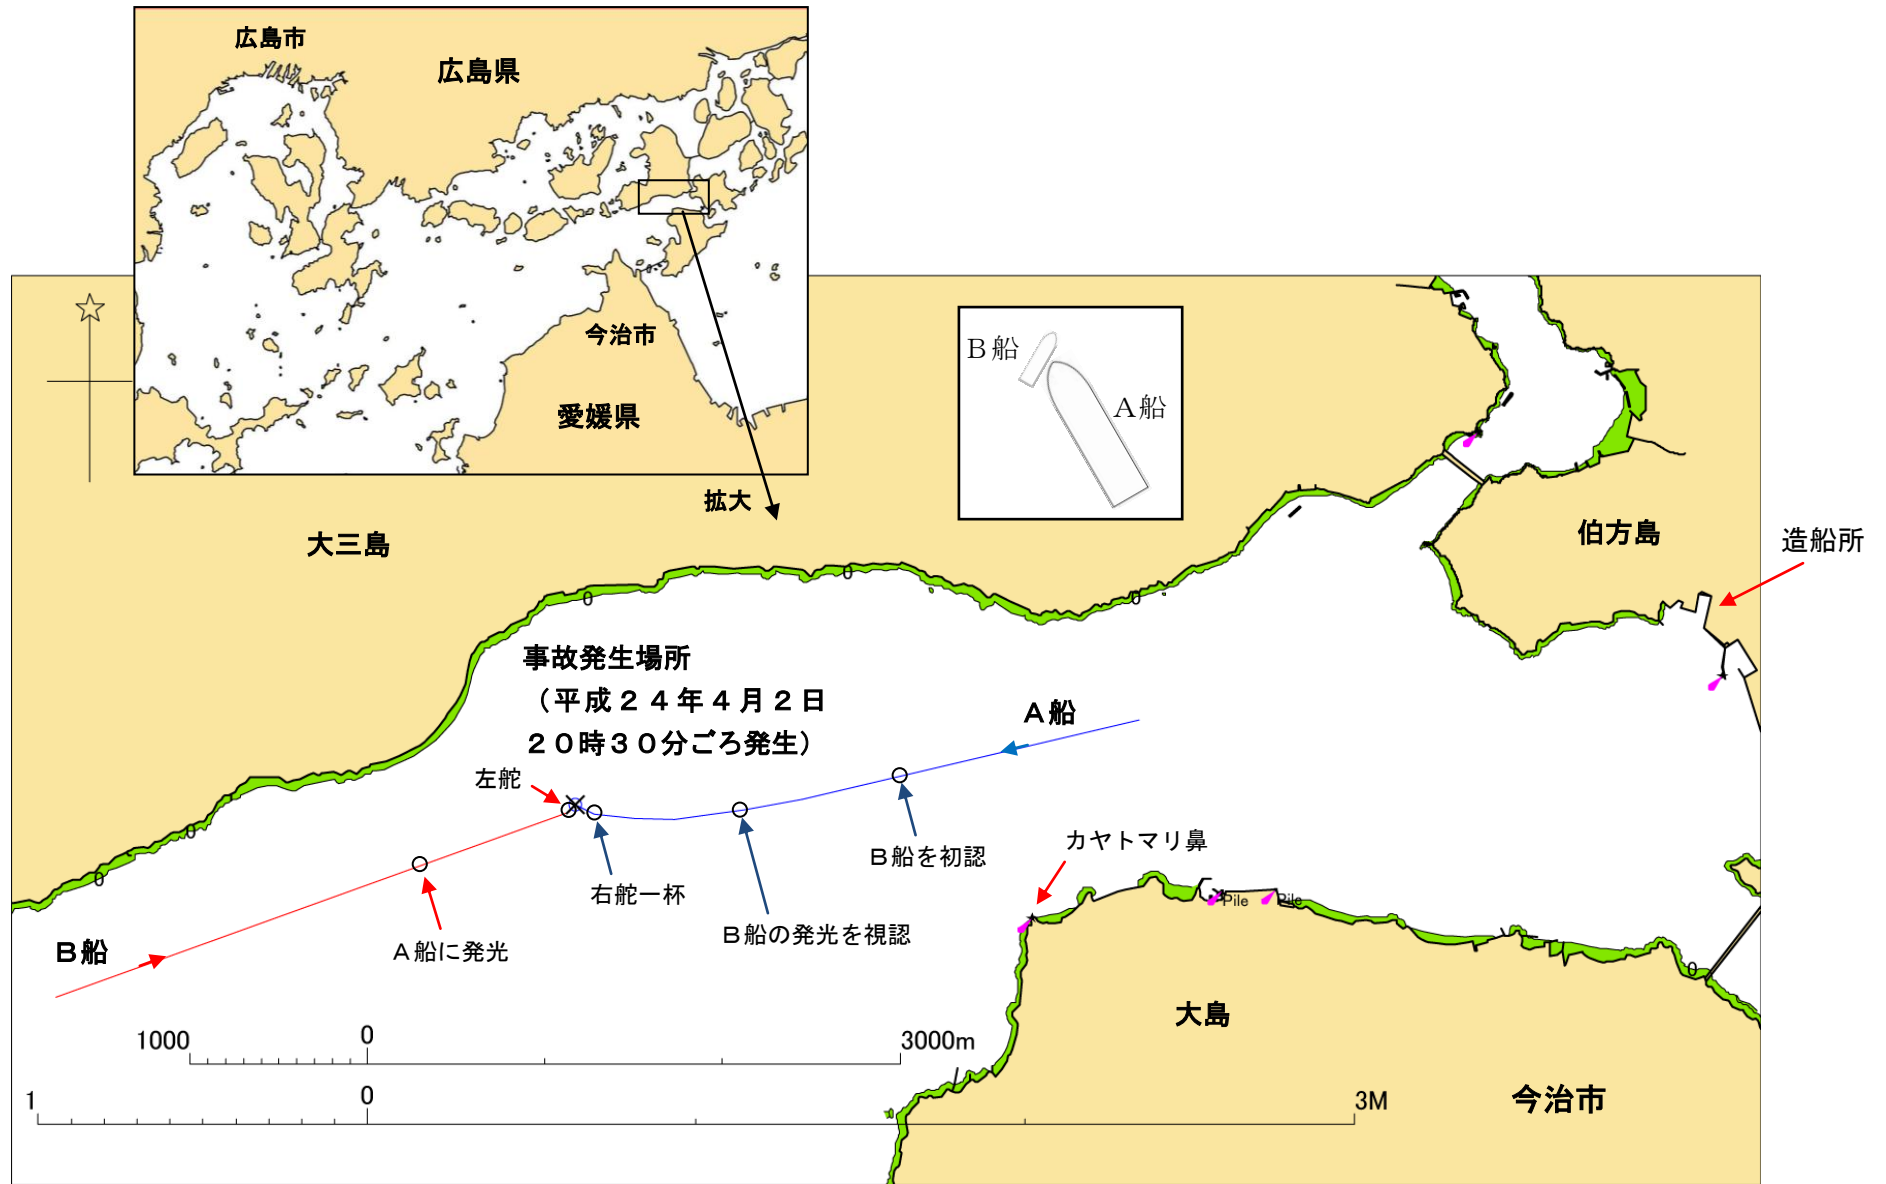 広島市
広島県
今治市
愛媛県
拡大
B船
A船
大三島
伯方島
造船所
0
0
0
事故発生場所
（平成２４年４月２日
２０時３０分ごろ発生）
A船
左舵
0
カヤトマリ鼻
B船を初認
0
右舵一杯
Pile
Pile
B船の発光を視認
A船に発光
B船
0
大島
1000
0
3000m
1
0
3M
今治市